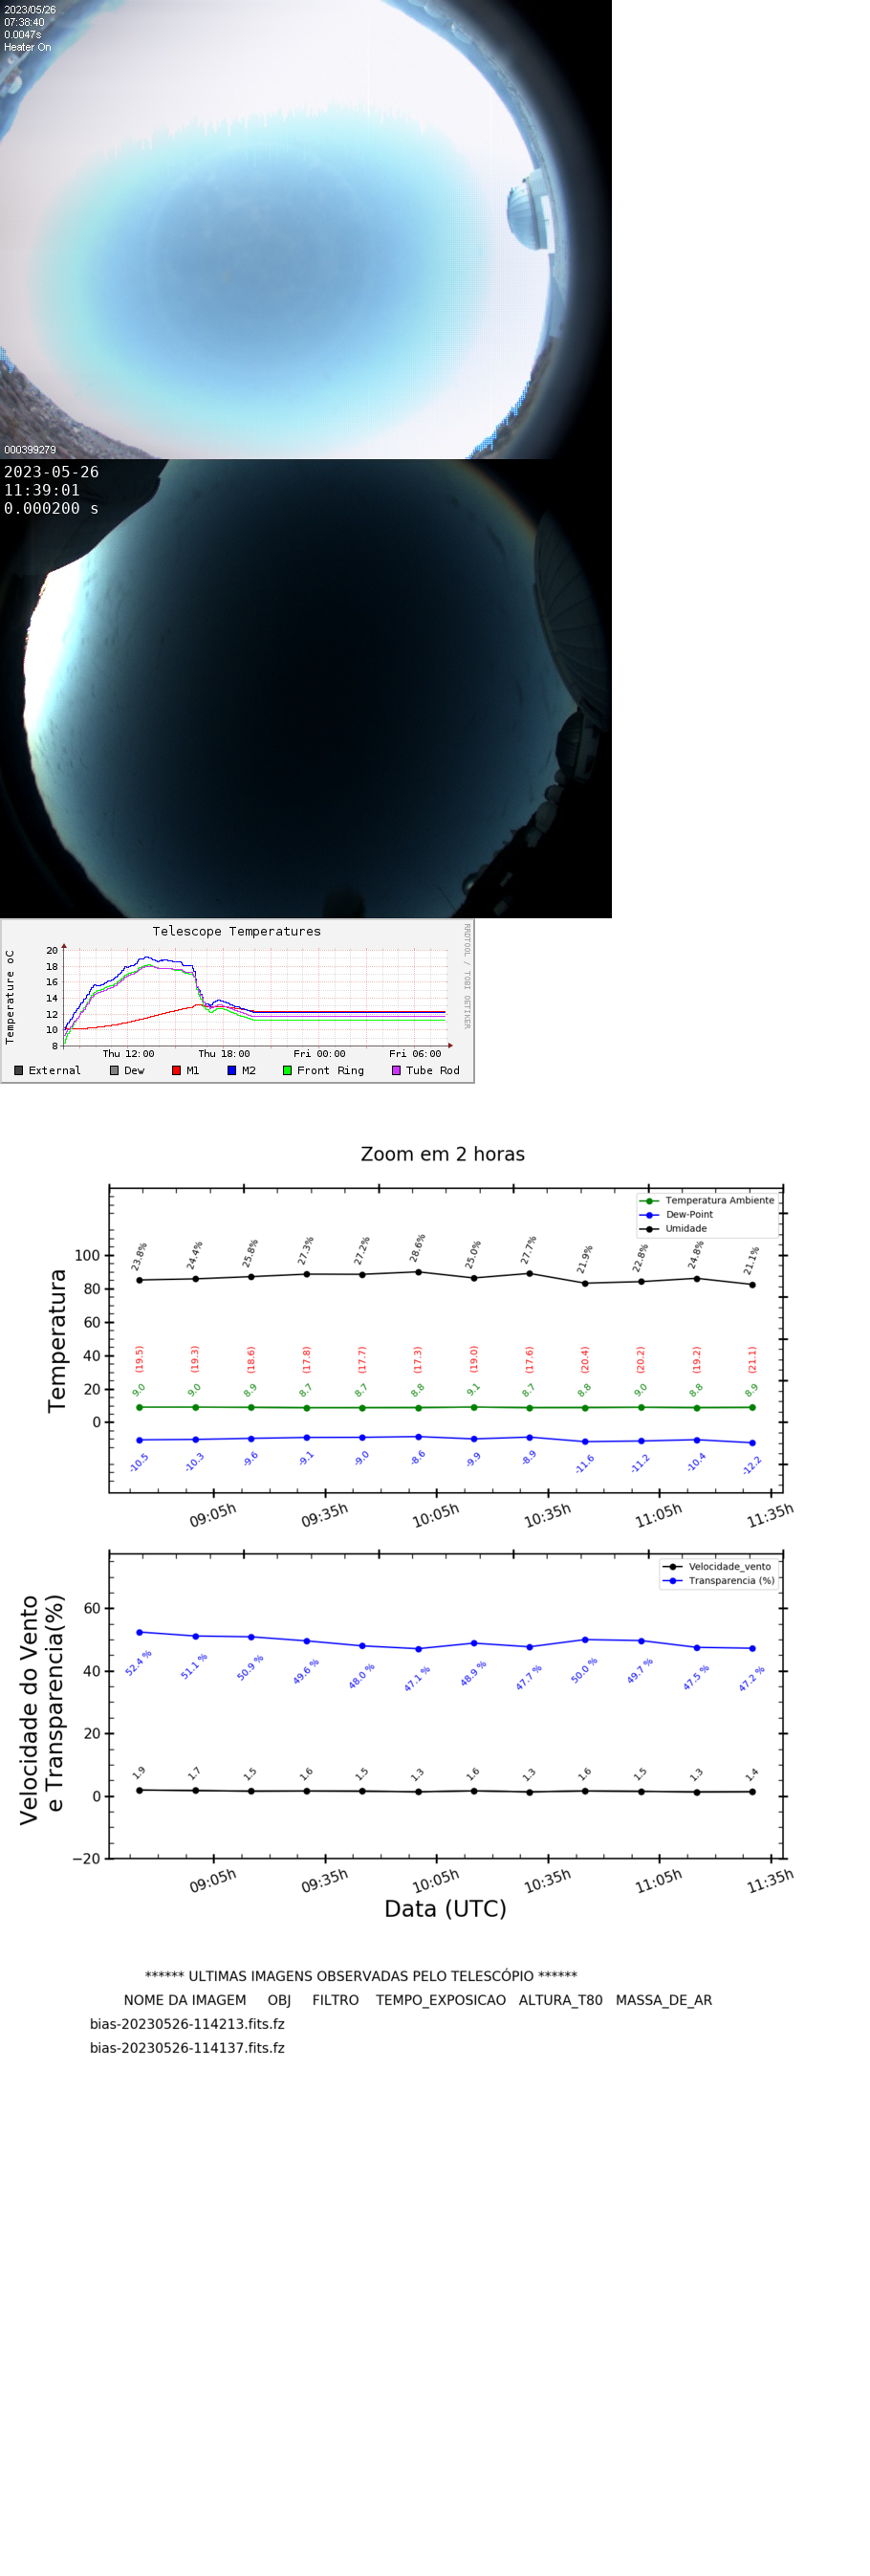 2023/05/26
07:38:40
0.0047s
Heater On
000399279
2023-05-26
11:39:01
0.000200 s
Telescope Temperatures
RRDTOOL / TOBI OETIKER
Temperature oC
20
18
16
14
12
10
8
Thu 12:00 Thu 18:00 Fri 00:00 Fri 06:00
External Dew M1 M2 Front Ring Tube Rod
Zoom em 2 horas
Temperatura Ambiente
Dew-Point
Umidade
Temperatura
100
80
60
40
20
0
23.8% 24.4% 25.8% 27.3% 27.2% 28.6% 25.0% 27.7% 21.9% 22.8% 24.8% 21.1%
(19.5) (19.3) (18.6) (17.8) (17.7) (17.3) (19.0) (17.6) (20.4) (20.2) (19.2) (21.1)
9.0 9.0 8.9 8.7 8.7 8.8 9.1 8.7 8.8 9.0 8.8 8.9
-10.5 -10.3 -9.6 -9.1 -9.0 -8.6 -9.9 -8.9 -11.6 -11.2 -10.4 -12.2
09:05h 09:35h 10:05h 10:35h 11:05h 11:35h
Velocidade_vento
Transparencia (%)
Velocidade do Vento
e Transparencia(%)
60
40
20
0
−20
52.4 % 51.1 % 50.9 % 49.6 % 48.0 % 47.1 % 48.9 % 47.7 % 50.0 % 49.7 % 47.5 % 47.2 %
1.9 1.7 1.5 1.6 1.5 1.3 1.6 1.3 1.6 1.5 1.3 1.4
09:05h 09:35h 10:05h 10:35h 11:05h 11:35h
Data (UTC)
****** ULTIMAS IMAGENS OBSERVADAS PELO TELESCÓPIO ******
NOME DA IMAGEM OBJ FILTRO TEMPO_EXPOSICAO ALTURA_T80 MASSA_DE_AR
bias-20230526-114213.fits.fz
bias-20230526-114137.fits.fz